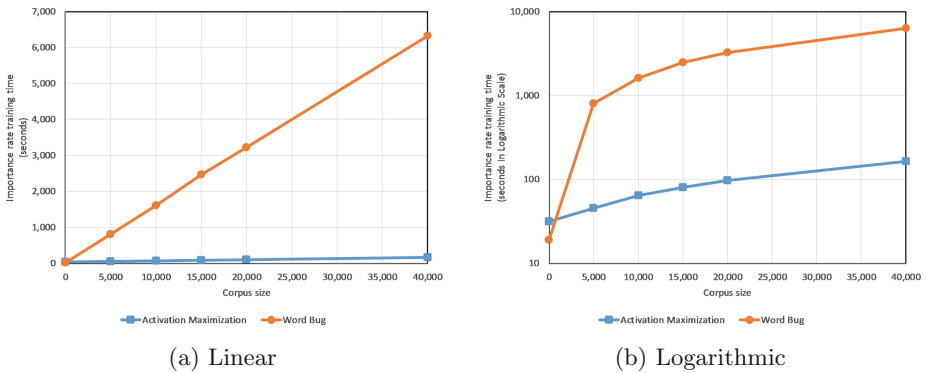 7,000
6,000
5,000
4,000
3,000
2,000
1,000
0
Importance rate training time
(seconds)
0 5,000 10,000 15,000 20,000 25,000 30,000 35,000 40,000
Corpus size
Activation Maximization Word Bug
(a) Linear
10,000
1,000
100
10
Importance rate training time
(seconds in Logarithmic Scale)
0 5,000 10,000 15,000 20,000 25,000 30,000 35,000 40,000
Corpus size
Activation Maximization Word Bug
(b) Logarithmic